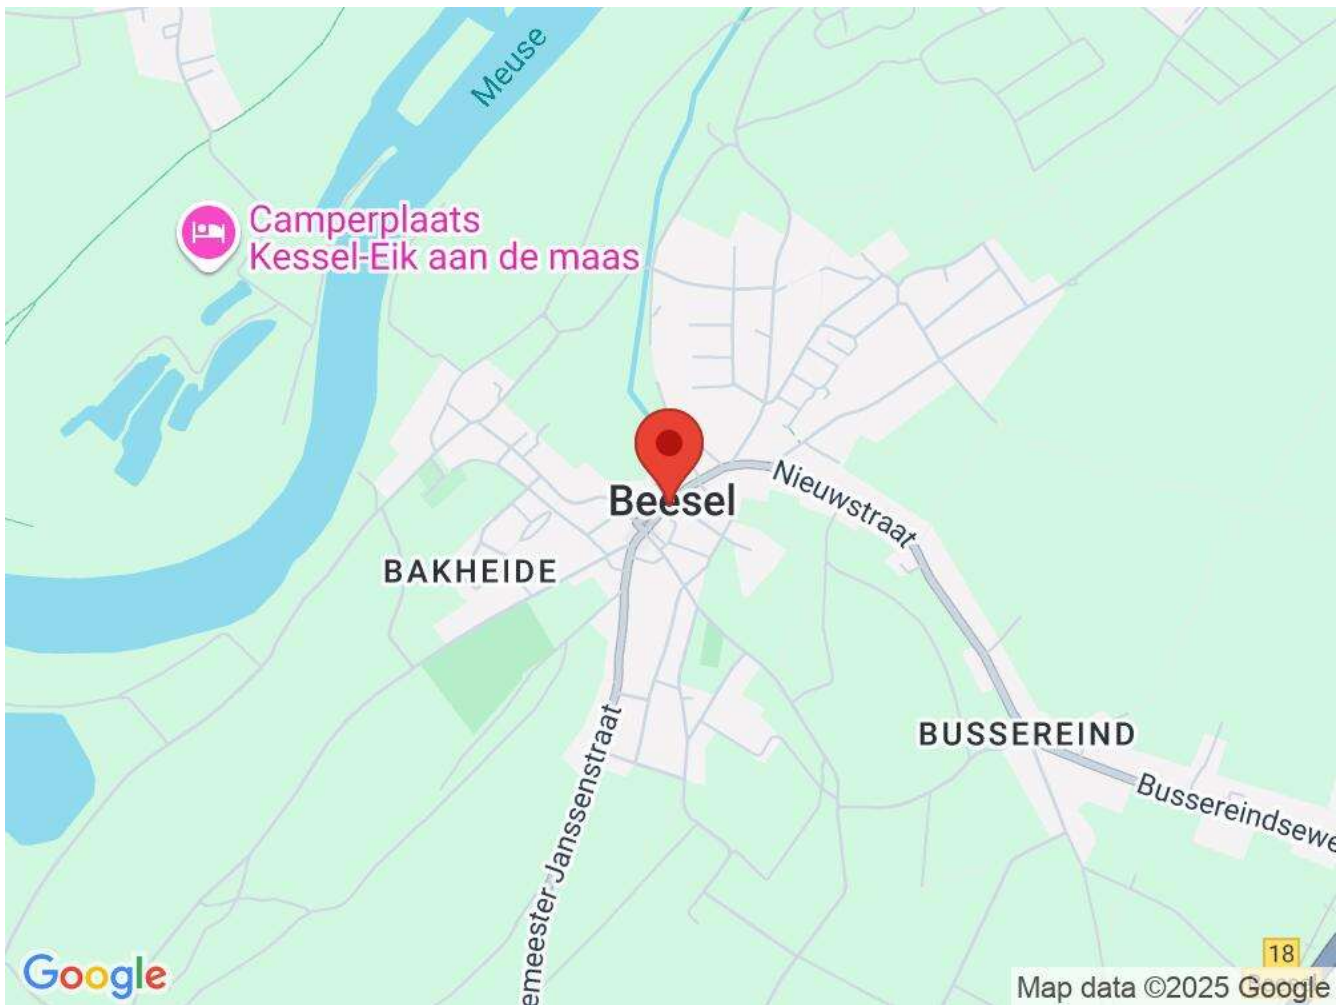 Meuse
Camperplaats
Kessel-Eik aan de maas
Nieuwstraat
Beesel
BAKHEIDE
BUSSEREIND
Bussereindsewe
emeester Janssenstraat
18
Google
Map data ©2025 Google